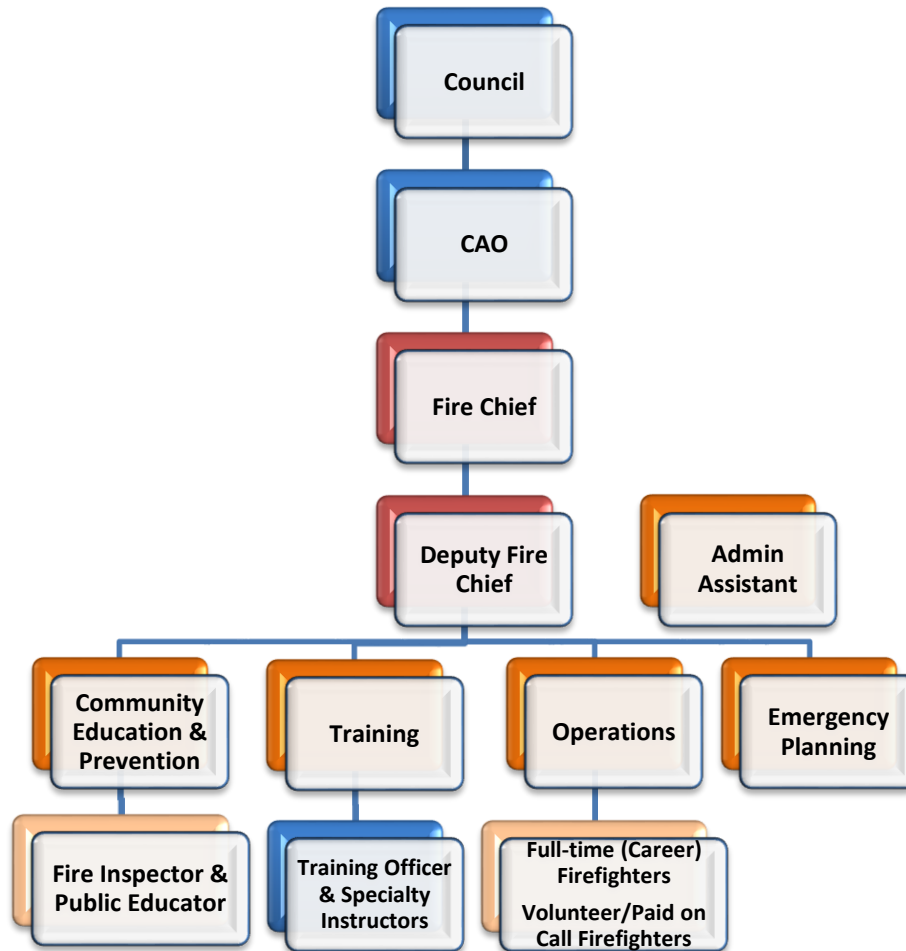 Council
CAO
Fire Chief
Deputy Fire
Chief
Admin
Assistant
Community
Education &
Prevention
Training
Operations
Emergency
Planning
Fire Inspector &
Public Educator
Training Officer
& Specialty
Instructors
Full-time (Career)
Firefighters
Volunteer/Paid on
Call Firefighters